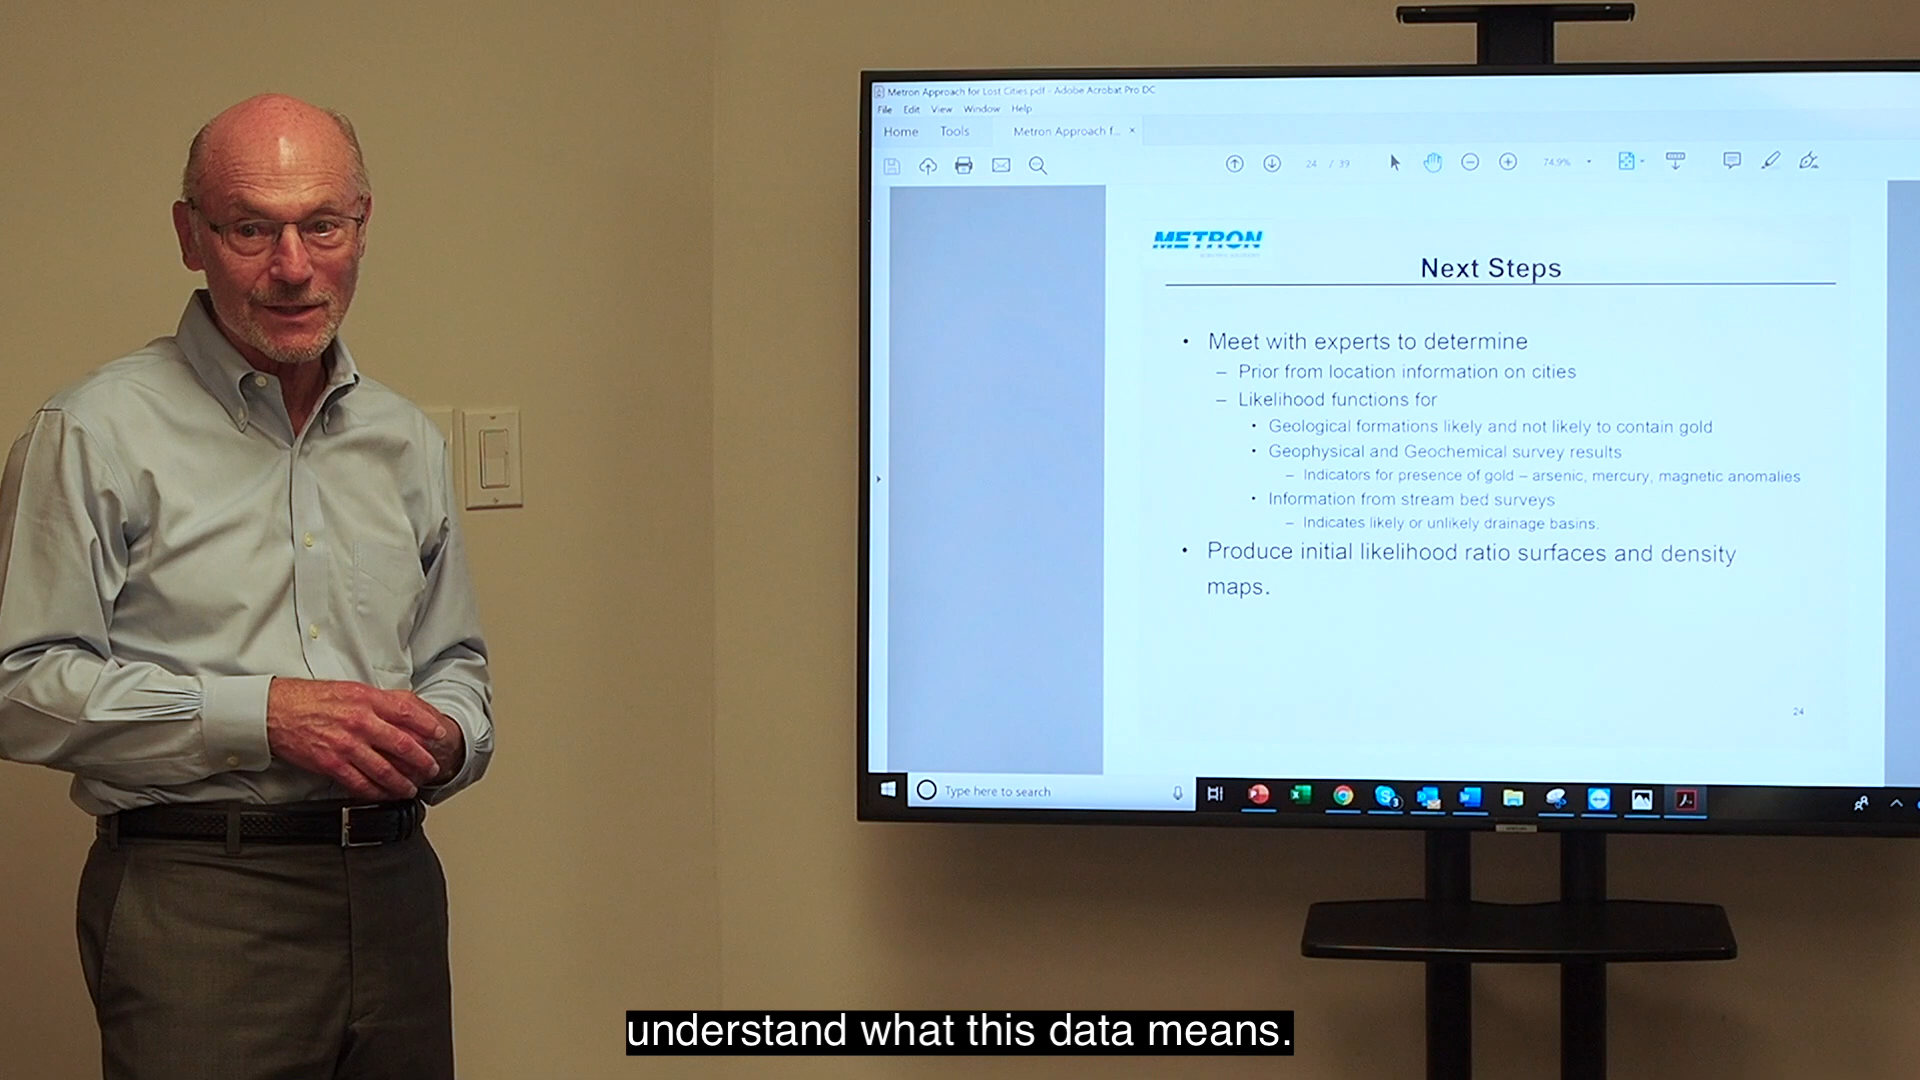 Metron Approach for Lost Cities.pdf - Adobe Acrobat Pro DC
File Edit View Window Help
Home Tools Metron Approach f... ×
24 / 39 74.9%
METRON
Next Steps
• Meet with experts to determine
– Prior from location information on cities
– Likelihood functions for
• Geological formations likely and not likely to contain gold
• Geophysical and Geochemical survey results
– Indicators for presence of gold – arsenic, mercury, magnetic anomalies
• Information from stream bed surveys
– Indicates likely or unlikely drainage basins.
• Produce initial likelihood ratio surfaces and density
maps.
24
Type here to search
understand what this data means.